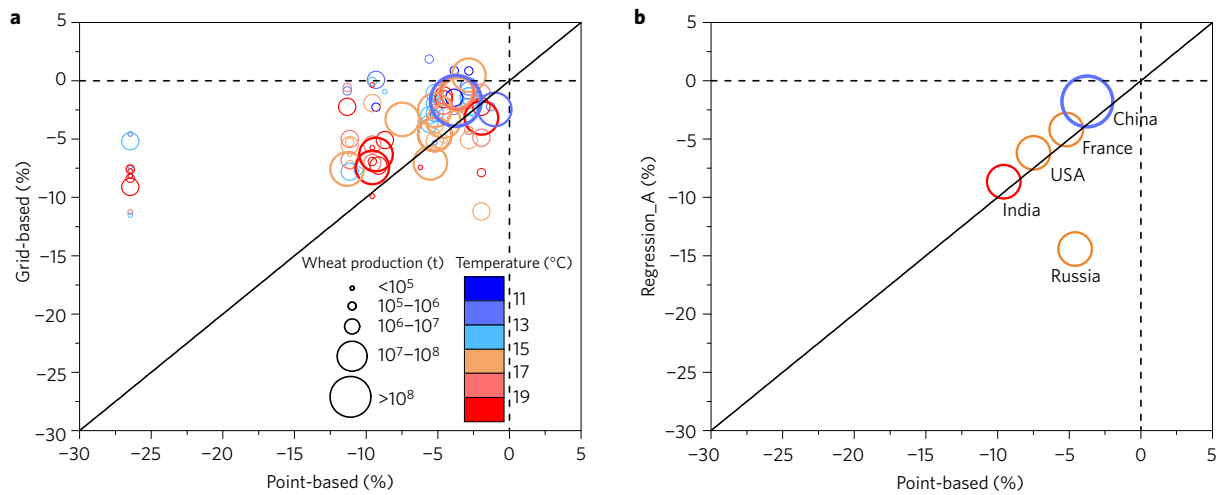 a
5
0
−5
−10
−15
−20
−25
−30
Grid-based (%)
Wheat production (t)
<10⁵
10⁵–10⁶
10⁶–10⁷
10⁷–10⁸
>10⁸
Temperature (°C)
11
13
15
17
19
−30 −25 −20 −15 −10 −5 0 5
Point-based (%)
b
5
0
−5
−10
−15
−20
−25
−30
Regression_A (%)
China
France
USA
India
Russia
−30 −25 −20 −15 −10 −5 0 5
Point-based (%)